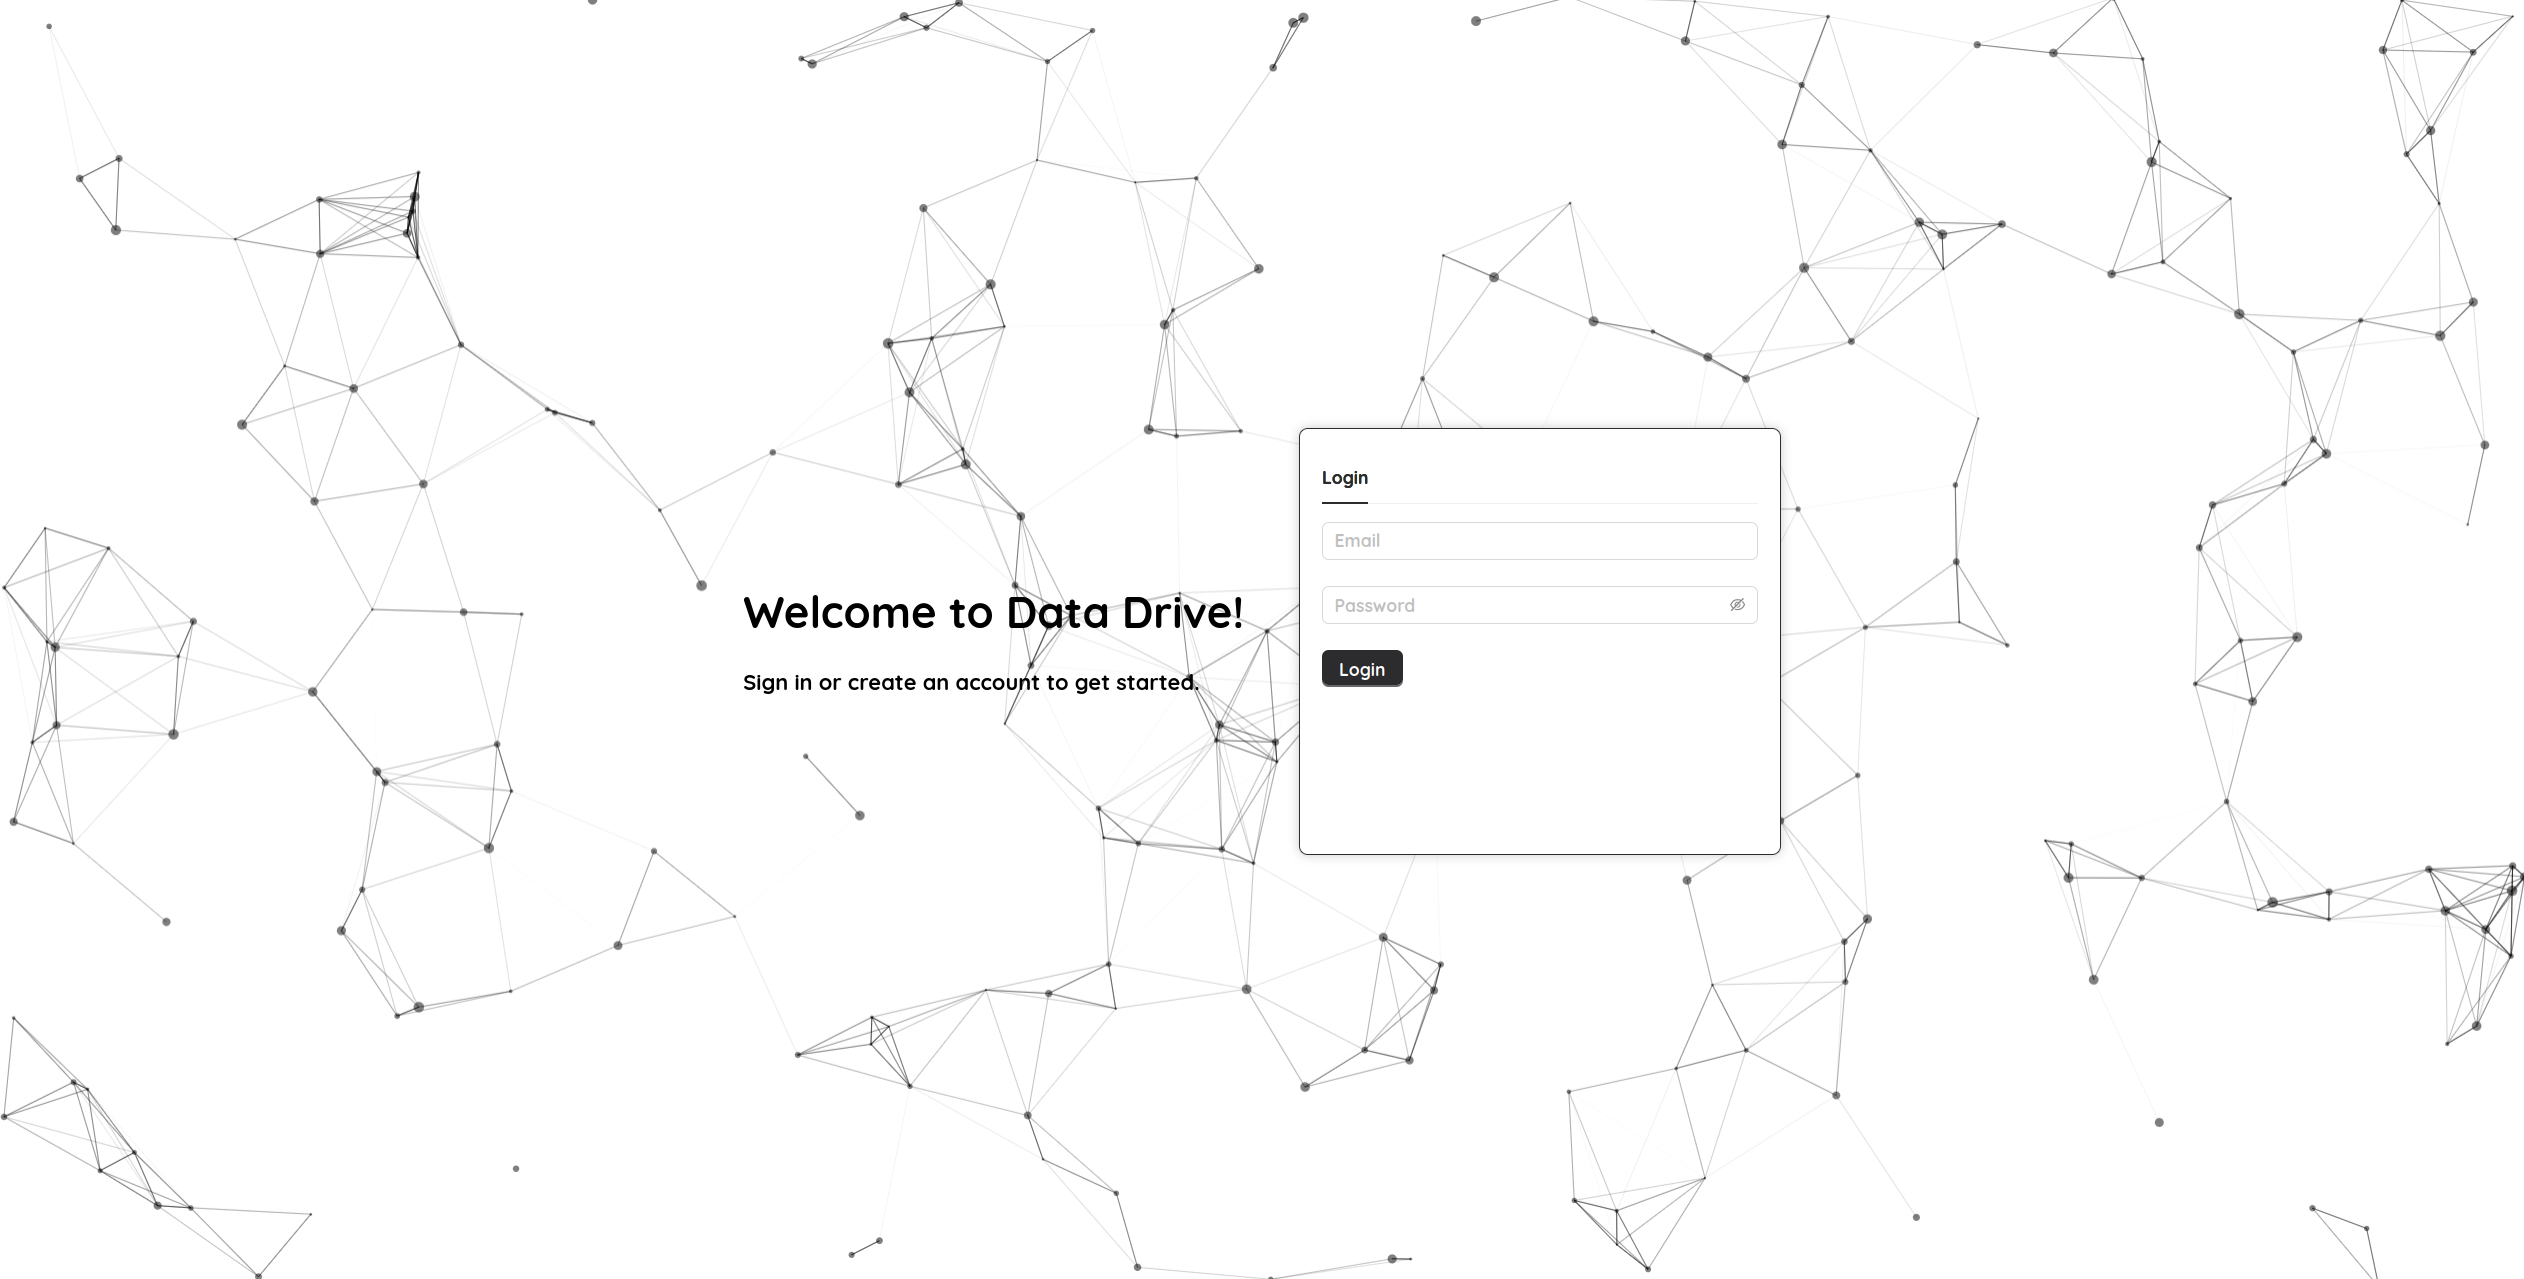 Welcome to Data Drive!
Sign in or create an account to get started.
Login
Email
Password
Login